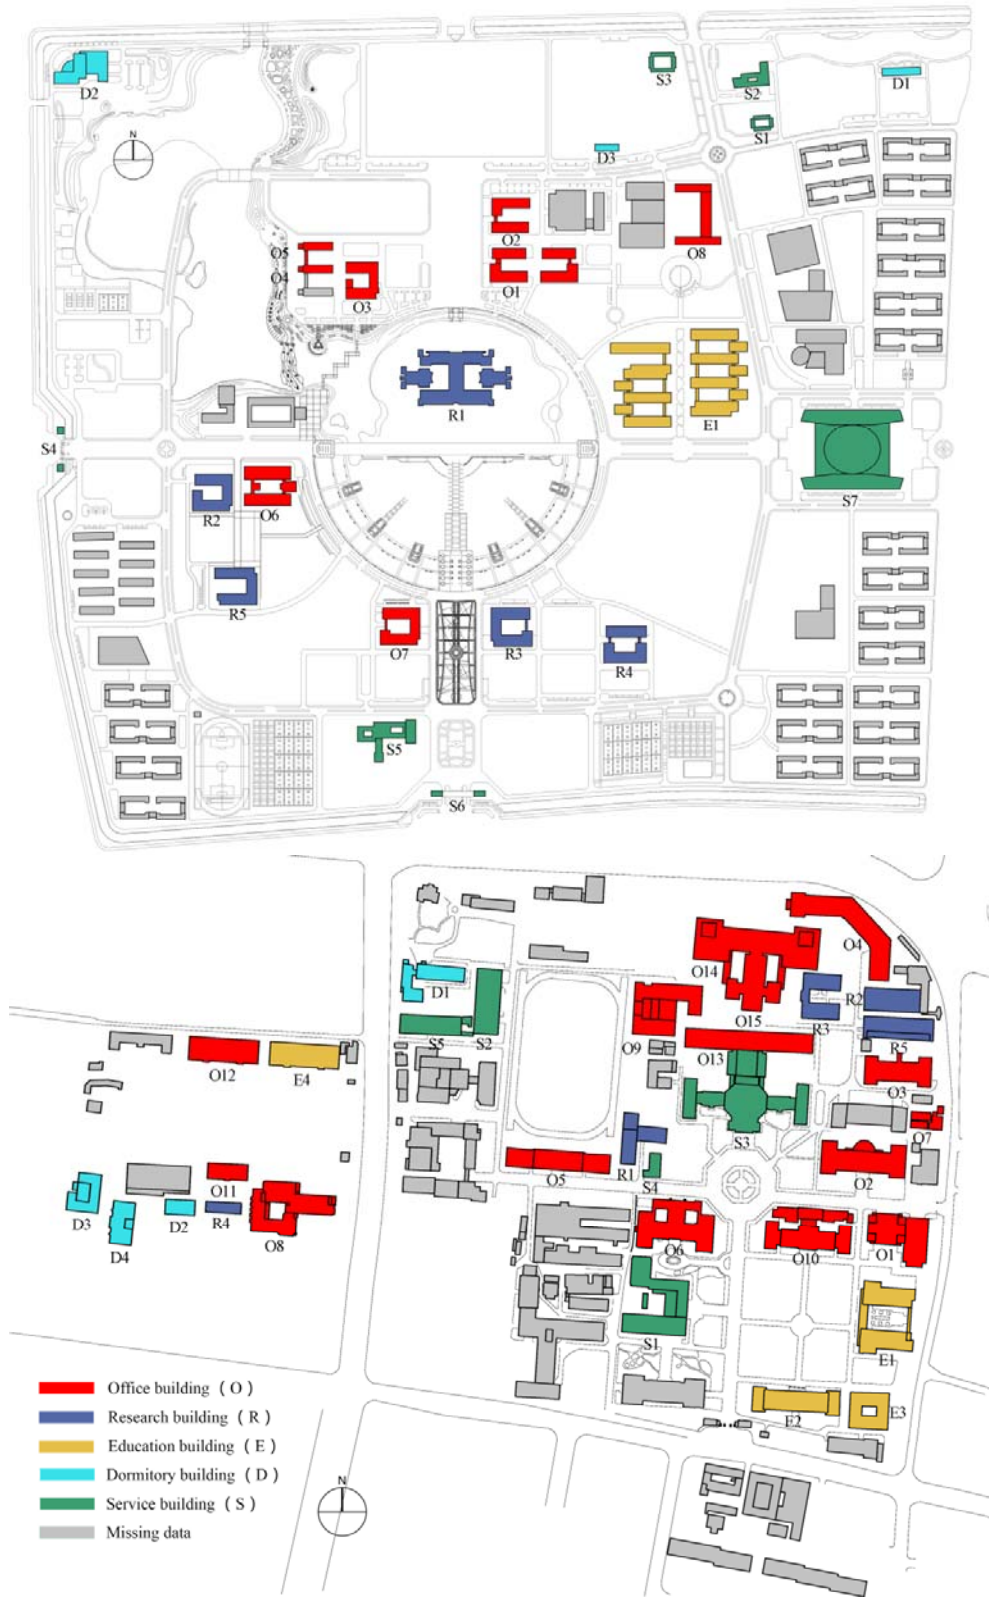 D2
S3
S2
D1
S1
N
D3
O2
O8
O5
O4
O3
O1
R1
E1
S4
S7
R2
O6
R5
O7
R3
R4
S5
S6
O4
O14
D1
R2
O15
R3
S5
S2
O9
O13
R5
O12
E4
O3
O7
S3
R1
O5
S4
O2
O11
D3
D2
R4
D4
O8
O6
O10
O1
S1
E1
E2
E3
Office building ( O )
Research building ( R )
Education building ( E )
Dormitory building ( D )
Service building ( S )
Missing data
N